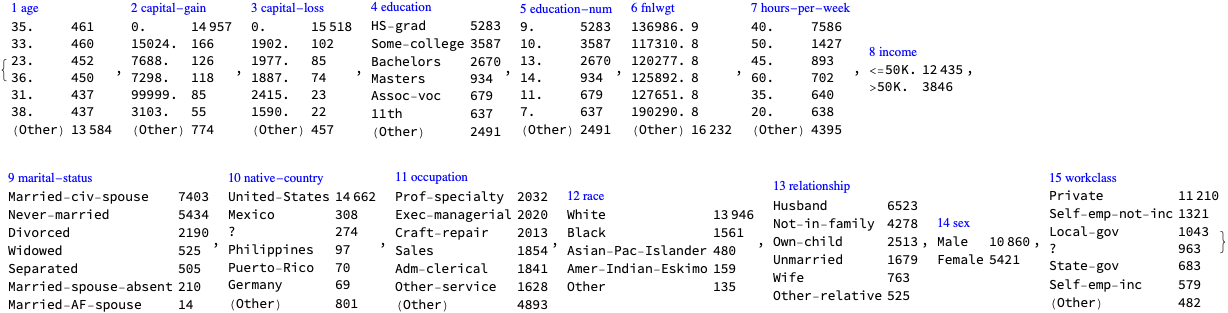 1 age
35. 461
33. 460
23. 452
36. 450
31. 437
38. 437
(Other) 13 584
2 capital-gain
0. 14 957
15024. 166
7688. 126
7298. 118
99999. 85
3103. 55
(Other) 774
3 capital-loss
0. 15 518
1902. 102
1977. 85
1887. 74
2415. 23
1590. 22
(Other) 457
4 education
HS-grad 5283
Some-college 3587
Bachelors 2670
Masters 934
Assoc-voc 679
11th 637
(Other) 2491
5 education-num
9. 5283
10. 3587
13. 2670
14. 934
11. 679
7. 637
(Other) 2491
6 fnlwgt
136986. 9
117310. 8
120277. 8
125892. 8
127651. 8
190290. 8
(Other) 16 232
7 hours-per-week
40. 7586
50. 1427
45. 893
60. 702
35. 640
20. 638
(Other) 4395
8 income
<=50K. 12 435
>50K. 3846
9 marital-status
Married-civ-spouse 7403
Never-married 5434
Divorced 2190
Widowed 525
Separated 505
Married-spouse-absent 210
Married-AF-spouse 14
10 native-country
United-States 14 662
Mexico 308
? 274
Philippines 97
Puerto-Rico 70
Germany 69
(Other) 801
11 occupation
Prof-specialty 2032
Exec-managerial 2020
Craft-repair 2013
Sales 1854
Adm-clerical 1841
Other-service 1628
(Other) 4893
12 race
White 13 946
Black 1561
Asian-Pac-Islander 480
Amer-Indian-Eskimo 159
Other 135
13 relationship
Husband 6523
Not-in-family 4278
Own-child 2513
Unmarried 1679
Wife 763
Other-relative 525
14 sex
Male 10 860
Female 5421
15 workclass
Private 11 210
Self-emp-not-inc 1321
Local-gov 1043
? 963
State-gov 683
Self-emp-inc 579
(Other) 482